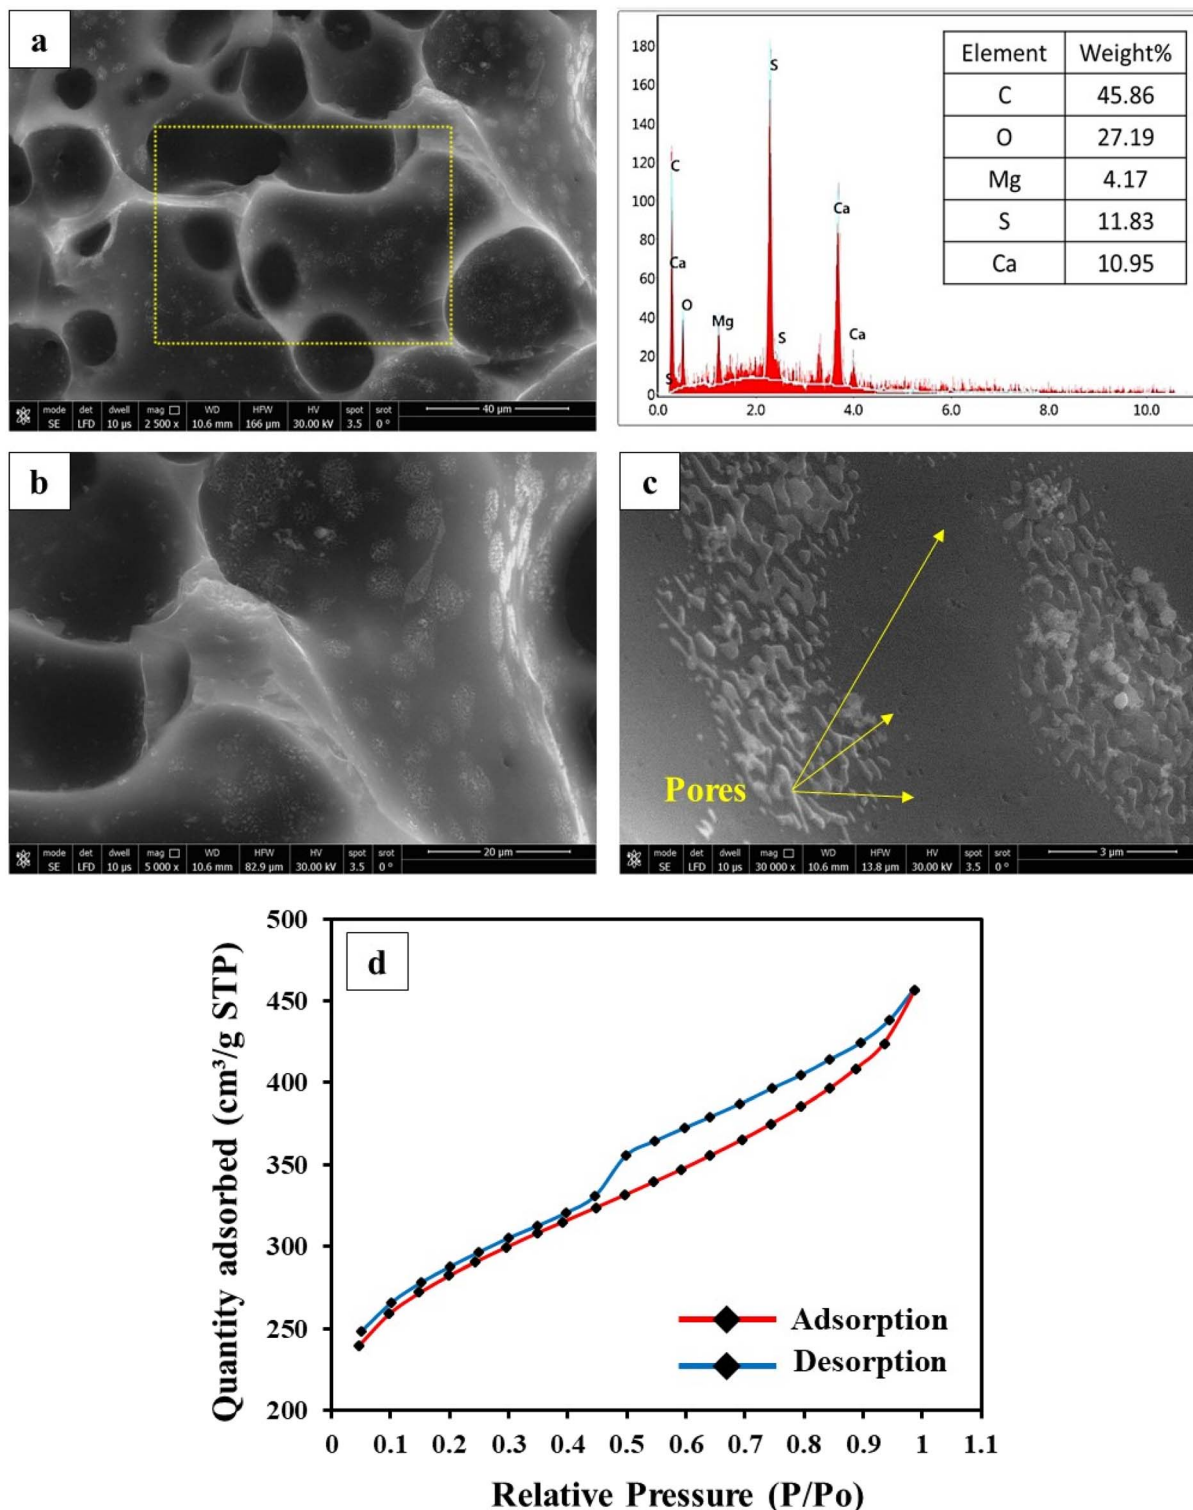 a
mode det dwell mag WD HFW HV spot srot
SE LFD 10 µs 2 500 x 10.6 mm 166 µm 30.00 kV 3.5 0 °
40 µm
180
160
140
120
100
80
60
40
20
0
0.0 2.0 4.0 6.0 8.0 10.0
S
C
Ca
Ca
O
Mg
S
Ca
S
Element Weight%
C 45.86
O 27.19
Mg 4.17
S 11.83
Ca 10.95
b
mode det dwell mag WD HFW HV spot srot
SE LFD 10 µs 5 000 x 10.6 mm 82.9 µm 30.00 kV 3.5 0 °
20 µm
c
Pores
mode det dwell mag WD HFW HV spot srot
SE LFD 10 µs 30 000 x 10.6 mm 13.8 µm 30.00 kV 3.5 0 °
3 µm
d
Quantity adsorbed (cm³/g STP)
500
450
400
350
300
250
200
Adsorption
Desorption
0 0.1 0.2 0.3 0.4 0.5 0.6 0.7 0.8 0.9 1 1.1
Relative Pressure (P/Po)